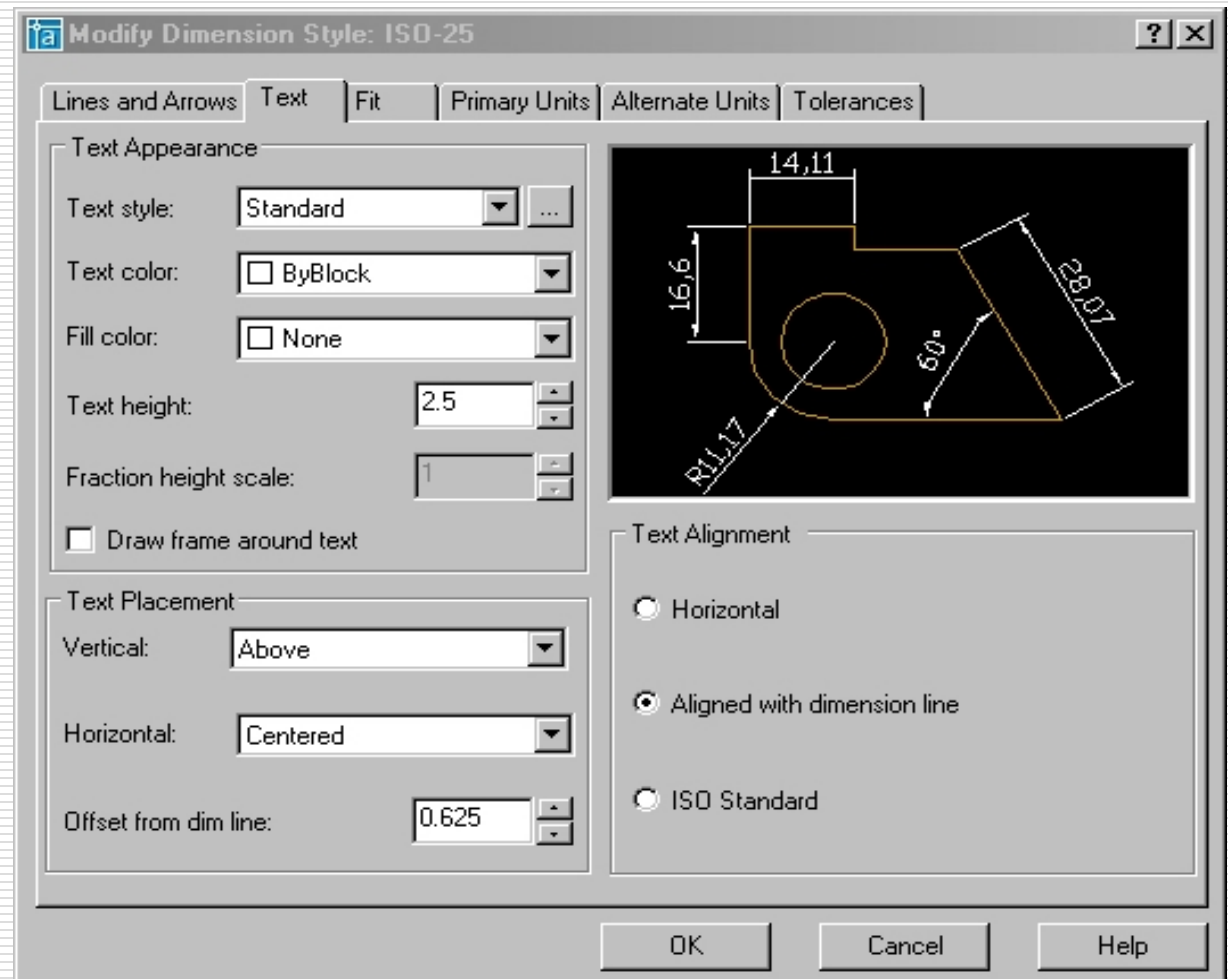 Modify Dimension Style: ISO-25
? X
Lines and Arrows Text Fit Primary Units Alternate Units Tolerances
Text Appearance
Text style: Standard ...
Text color: ByBlock
Fill color: None
Text height: 2.5
Fraction height scale: 1
Draw frame around text
Text Placement
Vertical: Above
Horizontal: Centered
Offset from dim line: 0.625
14,11
16,6
28,07
60°
R11,17
Text Alignment
Horizontal
Aligned with dimension line
ISO Standard
OK Cancel Help